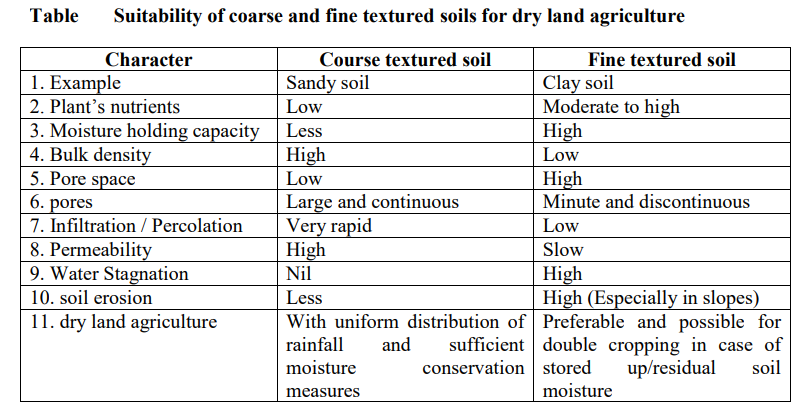 Table Suitability of coarse and fine textured soils for dry land agriculture
Character Course textured soil Fine textured soil
1. Example Sandy soil Clay soil
2. Plant's nutrients Low Moderate to high
3. Moisture holding capacity Less High
4. Bulk density High Low
5. Pore space Low High
6. pores Large and continuous Minute and discontinuous
7. Infiltration / Percolation Very rapid Low
8. Permeability High Slow
9. Water Stagnation Nil High
10. soil erosion Less High (Especially in slopes)
11. dry land agriculture With uniform distribution of Preferable and possible for
rainfall and sufficient double cropping in case of
moisture conservation stored up/residual soil
measures moisture